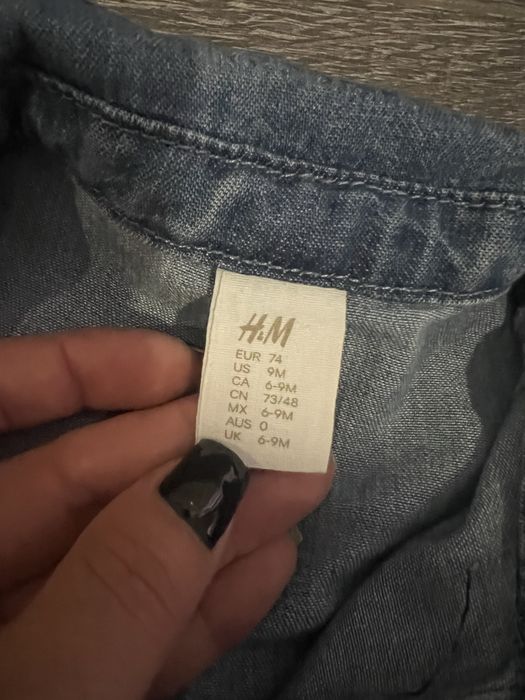 H&M
EUR 74
US 9M
CA 6-9M
CN 73/48
MX 6-9M
AUS 0
UK 6-9M